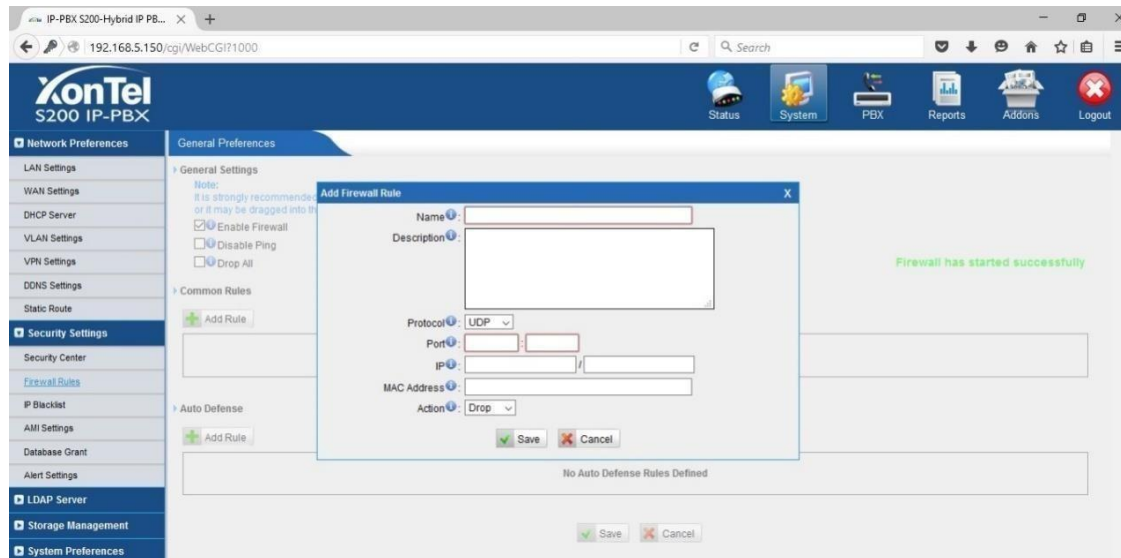 IP-PBX S200-Hybrid IP PB...
192.168.5.150/cgi/WebCGI?1000
Search
XonTel
S200 IP-PBX
Status
System
PBX
Reports
Addons
Logout
Network Preferences
LAN Settings
WAN Settings
DHCP Server
VLAN Settings
VPN Settings
DDNS Settings
Static Route
Security Settings
Security Center
Firewall Rules
IP Blacklist
AMI Settings
Database Grant
Alert Settings
LDAP Server
Storage Management
System Preferences
General Preferences
General Settings
Note:
It is strongly recommended
or it may be dragged into th
Enable Firewall
Disable Ping
Drop All
Firewall has started successfully
Common Rules
Add Rule
Auto Defense
Add Rule
No Auto Defense Rules Defined
Save Cancel
Add Firewall Rule X
Name :
Description :
Protocol : UDP
Port : :
IP : /
MAC Address :
Action : Drop
Save Cancel